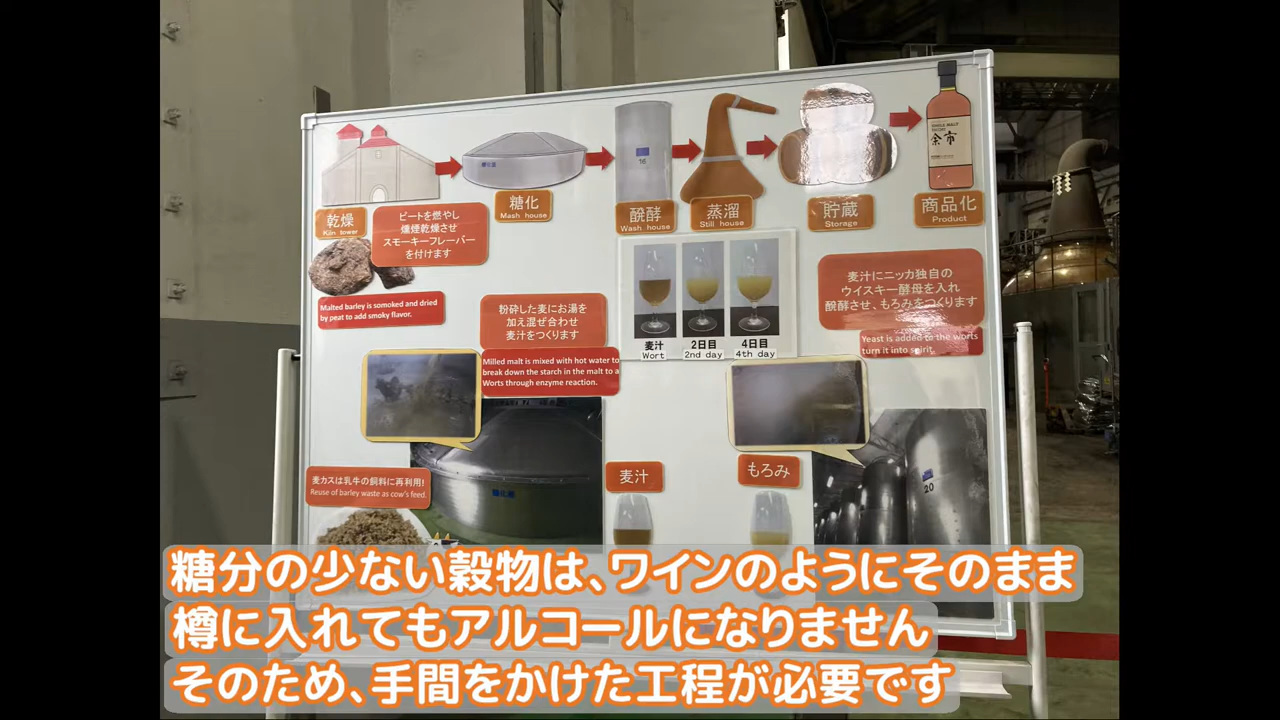 SINGLE MALT
余市
糖化槽
16
乾燥
Kiln tower
ピートを燃やし
燻煙乾燥させ
スモーキーフレーバー
を付けます
糖化
Mash house
醗酵
Wash house
蒸溜
Still house
貯蔵
Storage
商品化
Product
Malted barley is somoked and dried
by peat to add smoky flavor.
粉砕した麦にお湯を
加え混ぜ合わせ
麦汁をつくります
Milled malt is mixed with hot water to
break down the starch in the malt to a
Worts through enzyme reaction.
麦汁
Wort
2日目
2nd day
4日目
4th day
麦汁にニッカ独自の
ウイスキー酵母を入れ
醗酵させ、もろみをつくります
Yeast is added to the worts
turn it into spirit.
麦カスは乳牛の飼料に再利用!
Reuse of barley waste as cow's feed.
糖化槽
麦汁
もろみ
20
糖分の少ない穀物は、ワインのようにそのまま
樽に入れてもアルコールになりません
そのため、手間をかけた工程が必要です